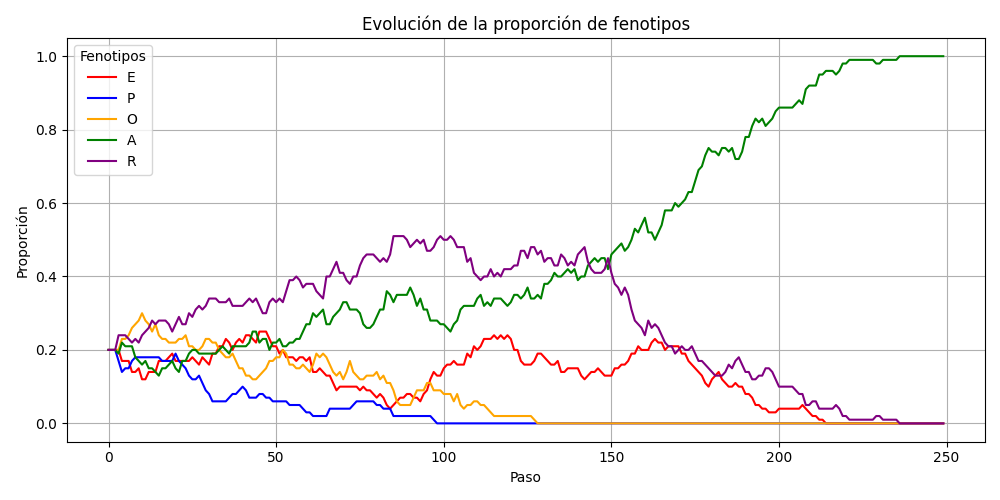 Evolución de la proporción de fenotipos
Fenotipos
E
P
O
A
R
Proporción
1.0
0.8
0.6
0.4
0.2
0.0
0
50
100
150
200
250
Paso